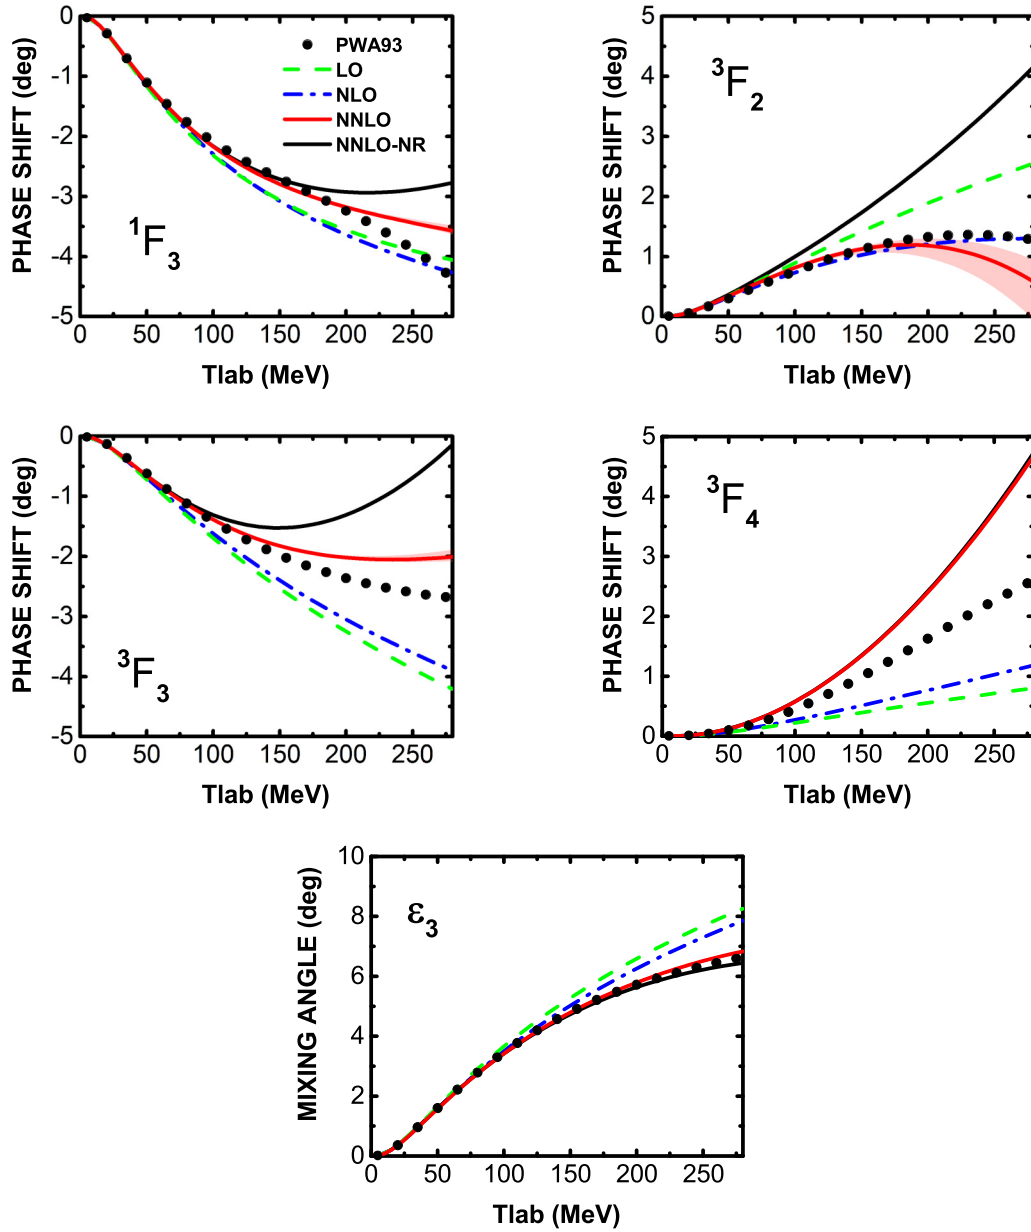 PHASE SHIFT (deg)
0
-1
-2
-3
-4
-5
PWA93
LO
NLO
NNLO
NNLO-NR
¹F₃
0 50 100 150 200 250
Tlab (MeV)
PHASE SHIFT (deg)
5
4
3
2
1
0
³F₂
0 50 100 150 200 250
Tlab (MeV)
PHASE SHIFT (deg)
0
-1
-2
-3
-4
-5
³F₃
0 50 100 150 200 250
Tlab (MeV)
PHASE SHIFT (deg)
5
4
3
2
1
0
³F₄
0 50 100 150 200 250
Tlab (MeV)
MIXING ANGLE (deg)
10
8
6
4
2
0
ε₃
0 50 100 150 200 250
Tlab (MeV)